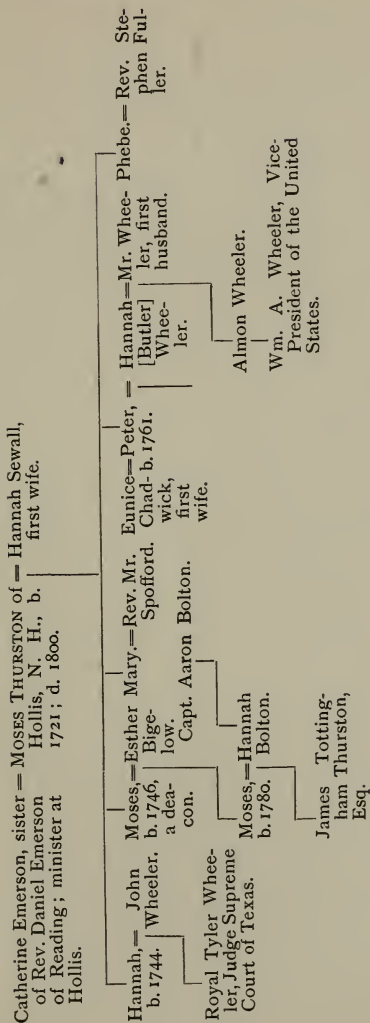 Catherine Emerson, sister = MOSES THURSTON of = Hannah Sewall,
of Rev. Daniel Emerson Hollis, N. H., b. first wife.
of Reading; minister at 1721; d. 1800.
Hollis.
Hannah, = John
b. 1744. Wheeler.
Moses, = Esther
b. 1746, Bige-
a dea- low.
con.
Mary. = Rev. Mr.
Spofford.
Eunice = Peter, =
Chad- b. 1761.
wick,
first
wife.
Hannah = Mr. Whee-
[Butler] ler, first
Whee- husband.
ler.
Phebe. = Rev. Ste-
phen Ful-
ler.
Capt. Aaron Bolton.
Royal Tyler Whee-
ler, Judge Supreme
Court of Texas.
Moses, = Hannah
b. 1780. Bolton.
Almon Wheeler.
James Totting-
ham Thurston,
Esq.
Wm. A. Wheeler, Vice-
President of the United
States.